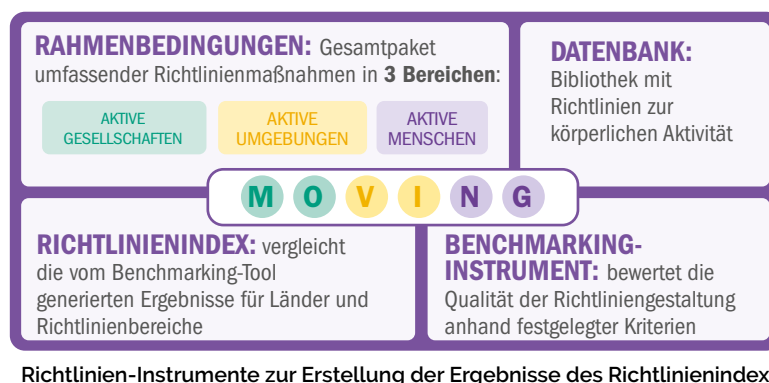 RAHMENBEDINGUNGEN: Gesamtpaket
umfassender Richtlinienmaßnahmen in 3 Bereichen:
AKTIVE
GESELLSCHAFTEN
AKTIVE
UMGEBUNGEN
AKTIVE
MENSCHEN
DATENBANK:
Bibliothek mit
Richtlinien zur
körperlichen Aktivität
MOVING
RICHTLINIENINDEX: vergleicht
die vom Benchmarking-Tool
generierten Ergebnisse für Länder und
Richtlinienbereiche
BENCHMARKING-
INSTRUMENT: bewertet die
Qualität der Richtliniengestaltung
anhand festgelegter Kriterien
Richtlinien-Instrumente zur Erstellung der Ergebnisse des Richtlinienindex